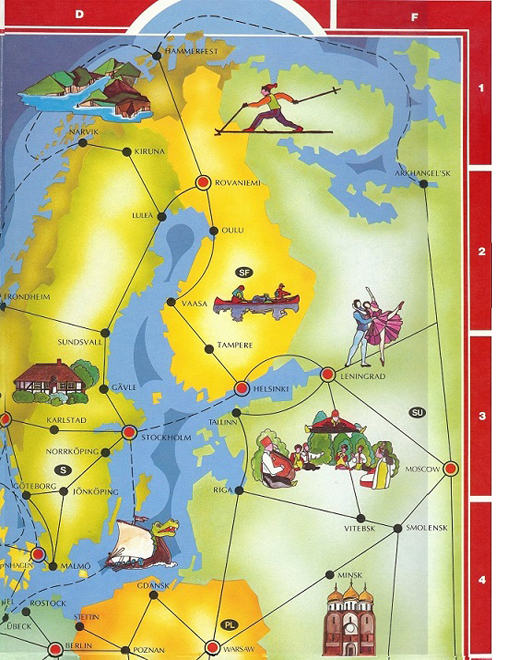 D
F
HAMMERFEST
1
NARVIK
KIRUNA
ARKHANGEL'SK
ROVANIEMI
LULEA
OULU
2
SF
TRONDHEIM
VAASA
SUNDSVALL
TAMPERE
LENINGRAD
GÄVLE
HELSINKI
3
SU
KARLSTAD
TALLINN
STOCKHOLM
NORRKÖPING
S
MOSCOW
GÖTEBORG
JÖNKÖPING
RIGA
VITEBSK
SMOLENSK
MALMÖ
MINSK
4
GDANSK
ROSTOCK
STETTIN
PL
ÜBECK
BERLIN
POZNAN
WARSAW